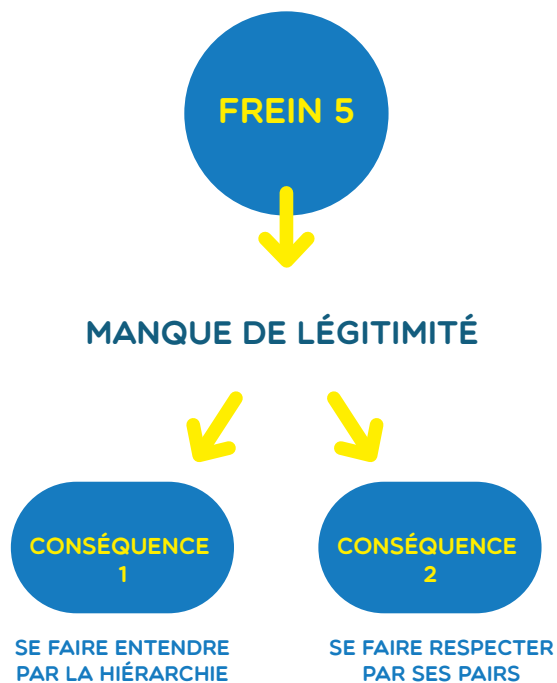 FREIN 5
MANQUE DE LÉGITIMITÉ
CONSÉQUENCE
1
SE FAIRE ENTENDRE
PAR LA HIÉRARCHIE
CONSÉQUENCE
2
SE FAIRE RESPECTER
PAR SES PAIRS